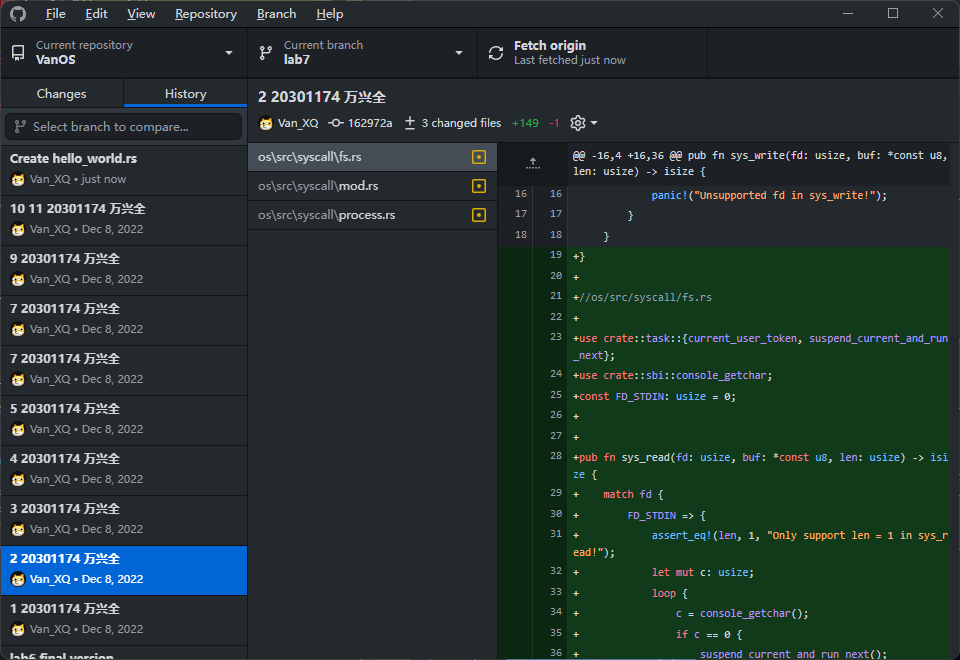 File Edit View Repository Branch Help
Current repository
VanOS
Current branch
lab7
Fetch origin
Last fetched just now
Changes History
Select branch to compare...
Create hello_world.rs
Van_XQ • just now
10 11 20301174 万兴全
Van_XQ • Dec 8, 2022
9 20301174 万兴全
Van_XQ • Dec 8, 2022
7 20301174 万兴全
Van_XQ • Dec 8, 2022
7 20301174 万兴全
Van_XQ • Dec 8, 2022
5 20301174 万兴全
Van_XQ • Dec 8, 2022
4 20301174 万兴全
Van_XQ • Dec 8, 2022
3 20301174 万兴全
Van_XQ • Dec 8, 2022
2 20301174 万兴全
Van_XQ • Dec 8, 2022
1 20301174 万兴全
Van_XQ • Dec 8, 2022
lab6 final version
2 20301174 万兴全
Van_XQ 162972a 3 changed files +149 -1
os\src\syscall\fs.rs
os\src\syscall\mod.rs
os\src\syscall\process.rs
@@ -16,4 +16,36 @@ pub fn sys_write(fd: usize, buf: *const u8,
len: usize) -> isize {
16 16 panic!("Unsupported fd in sys_write!");
17 17 }
18 18 }
19 +}
20 +
21 +//os/src/syscall/fs.rs
22 +
23 +use crate::task::{current_user_token, suspend_current_and_run
_next};
24 +use crate::sbi::console_getchar;
25 +const FD_STDIN: usize = 0;
26 +
27 +
28 +pub fn sys_read(fd: usize, buf: *const u8, len: usize) -> isi
ze {
29 + match fd {
30 + FD_STDIN => {
31 + assert_eq!(len, 1, "Only support len = 1 in sys_r
ead!");
32 + let mut c: usize;
33 + loop {
34 + c = console_getchar();
35 + if c == 0 {
36 + suspend_current_and_run_next();